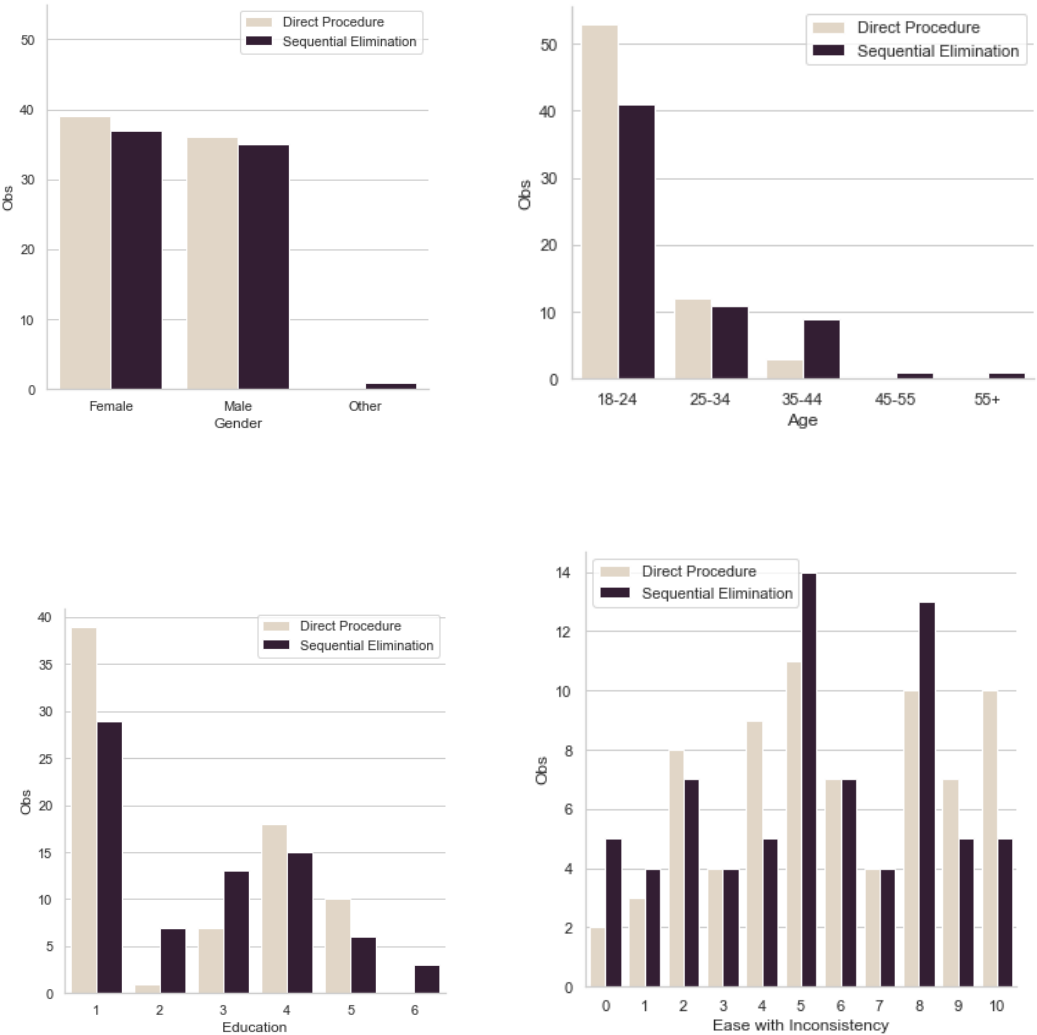 Direct Procedure
Sequential Elimination
50
40
30
20
10
0
Obs
Female Male Other
Gender
Direct Procedure
Sequential Elimination
50
40
30
20
10
0
Obs
18-24 25-34 35-44 45-55 55+
Age
Direct Procedure
Sequential Elimination
40
35
30
25
20
15
10
5
0
Obs
1 2 3 4 5 6
Education
Direct Procedure
Sequential Elimination
14
12
10
8
6
4
2
0
Obs
0 1 2 3 4 5 6 7 8 9 10
Ease with Inconsistency